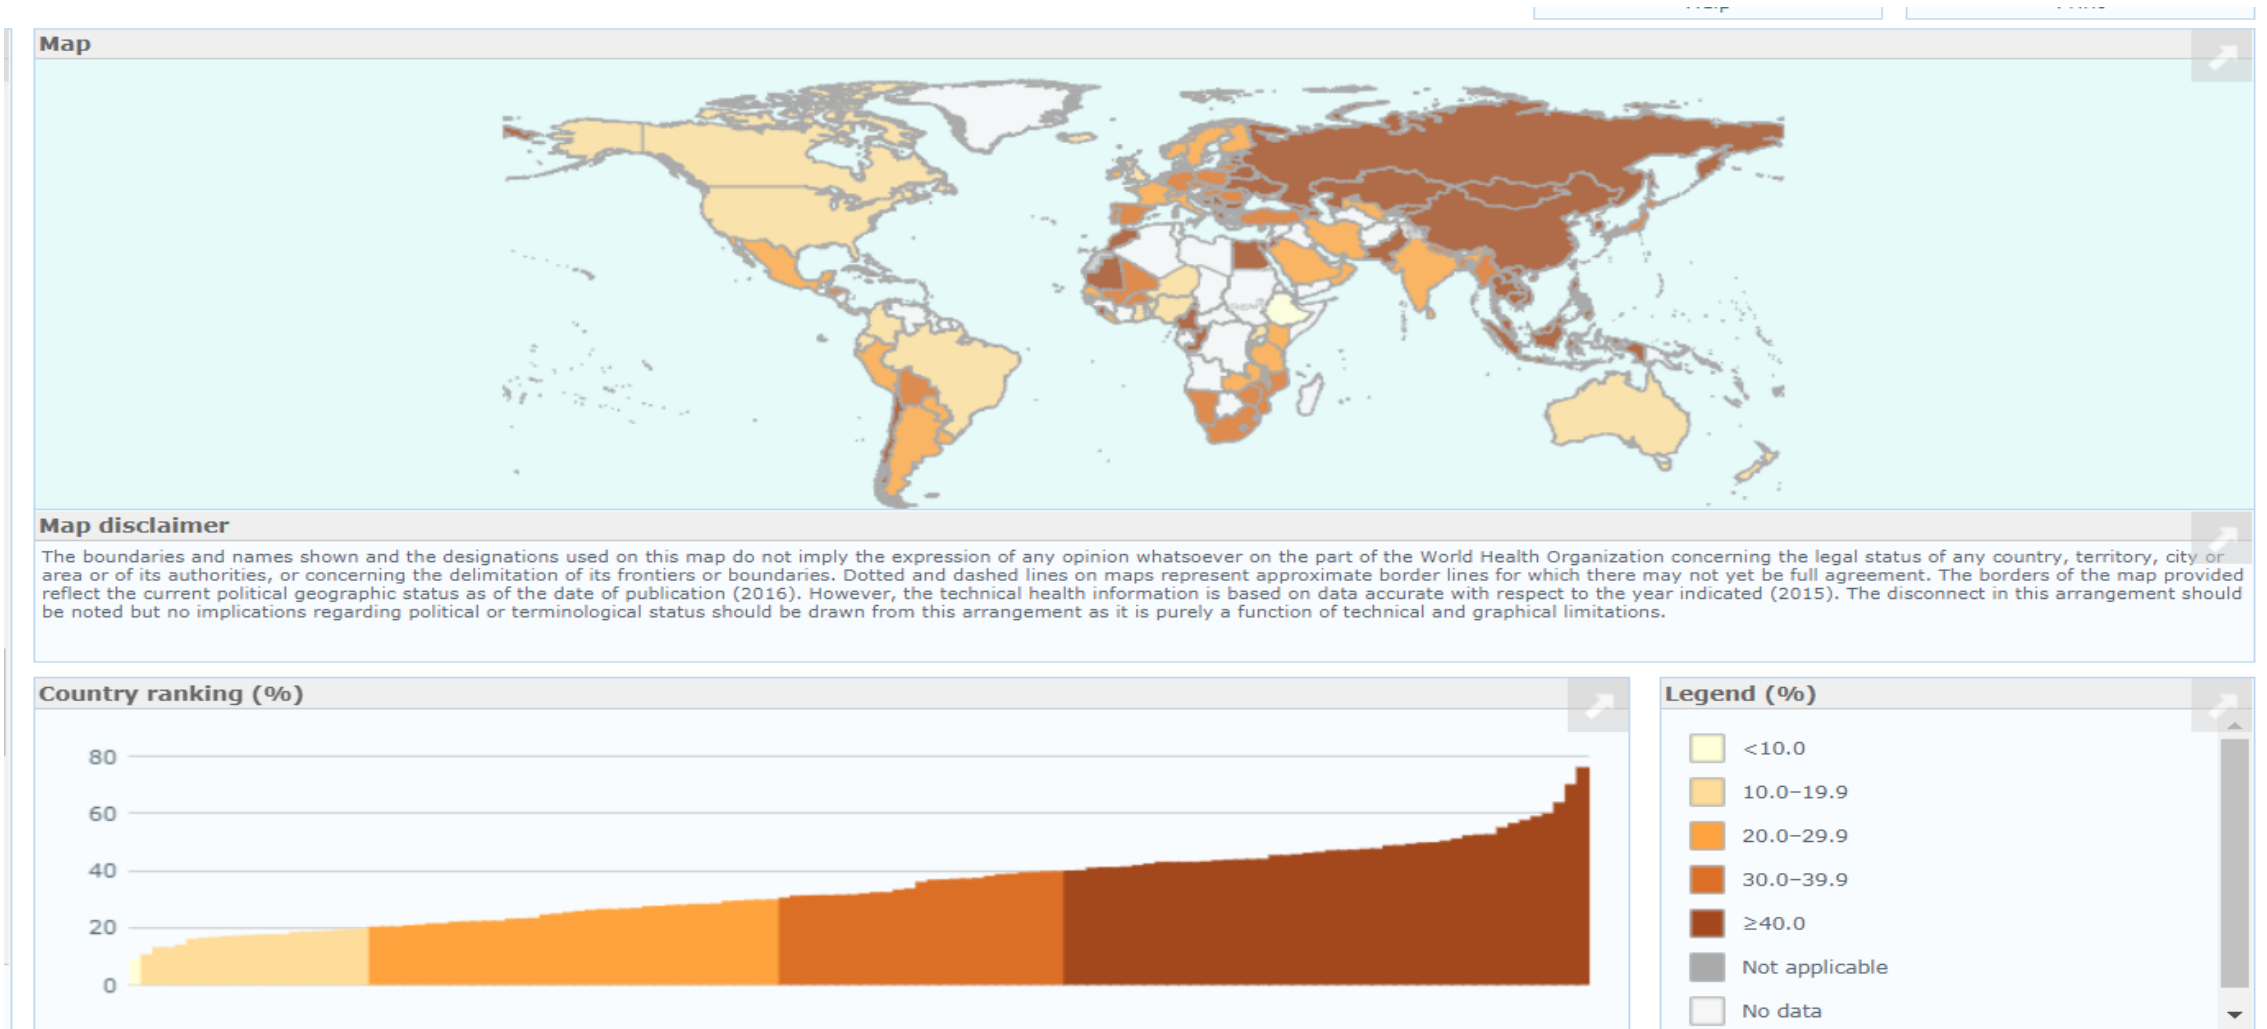 Map
Map disclaimer
The boundaries and names shown and the designations used on this map do not imply the expression of any opinion whatsoever on the part of the World Health Organization concerning the legal status of any country, territory, city or
area or of its authorities, or concerning the delimitation of its frontiers or boundaries. Dotted and dashed lines on maps represent approximate border lines for which there may not yet be full agreement. The borders of the map provided
reflect the current political geographic status as of the date of publication (2016). However, the technical health information is based on data accurate with respect to the year indicated (2015). The disconnect in this arrangement should
be noted but no implications regarding political or terminological status should be drawn from this arrangement as it is purely a function of technical and graphical limitations.
Country ranking (%)
80
60
40
20
0
Legend (%)
<10.0
10.0–19.9
20.0–29.9
30.0–39.9
≥40.0
Not applicable
No data